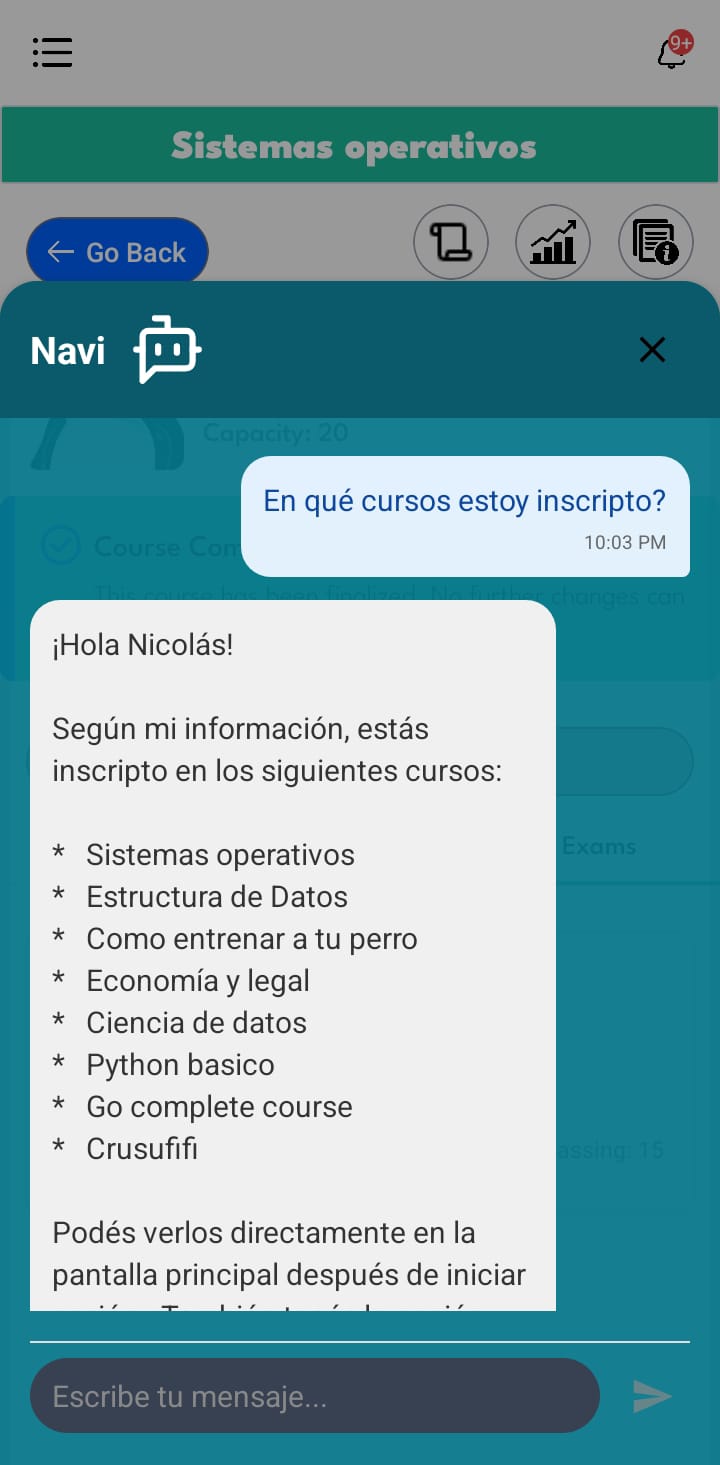 9+
Sistemas operativos
← Go Back
Navi
Capacity: 20
En qué cursos estoy inscripto?
10:03 PM
Course Com
This course has been finalized. No further changes can
¡Hola Nicolás!
Según mi información, estás
inscripto en los siguientes cursos:
* Sistemas operativos
Exams
* Estructura de Datos
* Como entrenar a tu perro
* Economía y legal
* Ciencia de datos
* Python basico
* Go complete course
* Crusufifi
assing: 15
Podés verlos directamente en la
pantalla principal después de iniciar
Escribe tu mensaje...